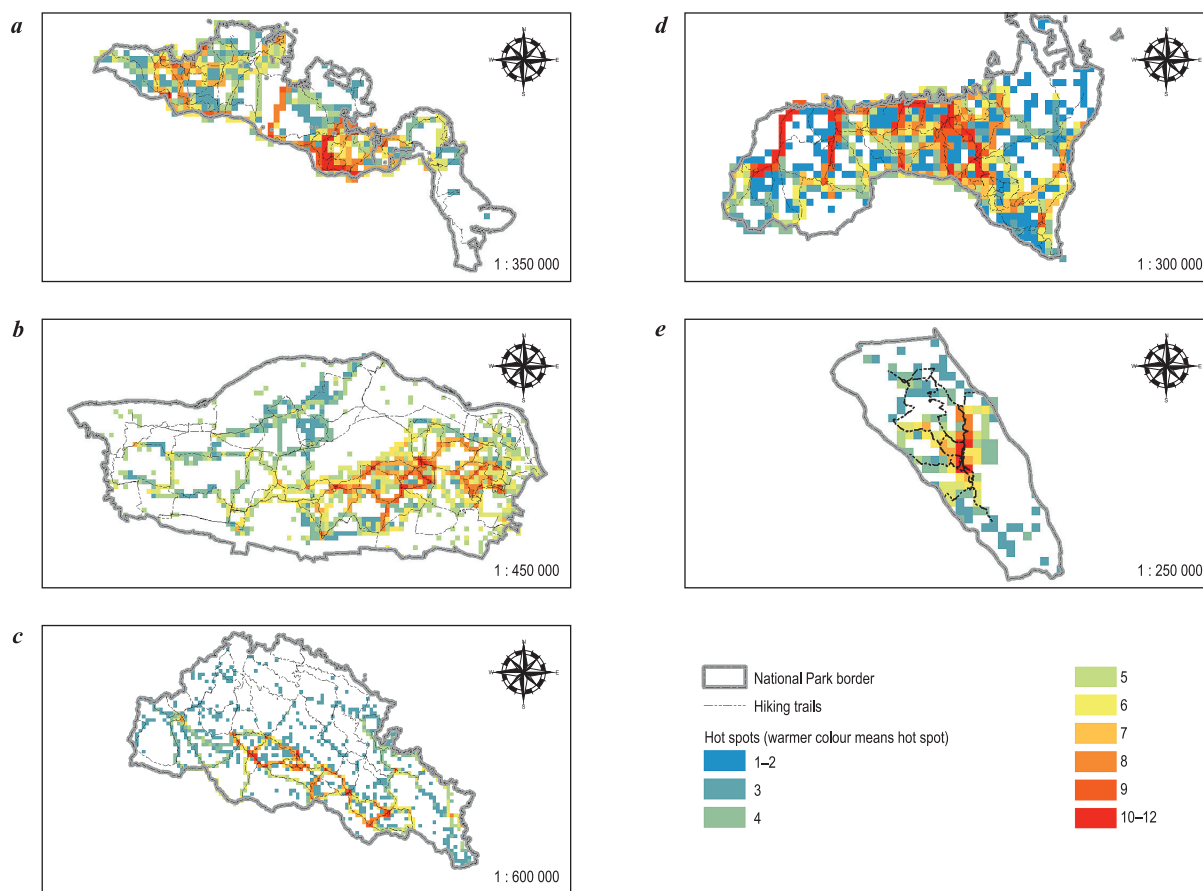 a
N
W
E
S
1 : 350 000
b
N
W
E
S
1 : 450 000
c
N
W
E
S
1 : 600 000
d
N
W
E
S
1 : 300 000
e
N
W
E
S
1 : 250 000
National Park border
Hiking trails
Hot spots (warmer colour means hot spot)
1–2
3
4
5
6
7
8
9
10–12